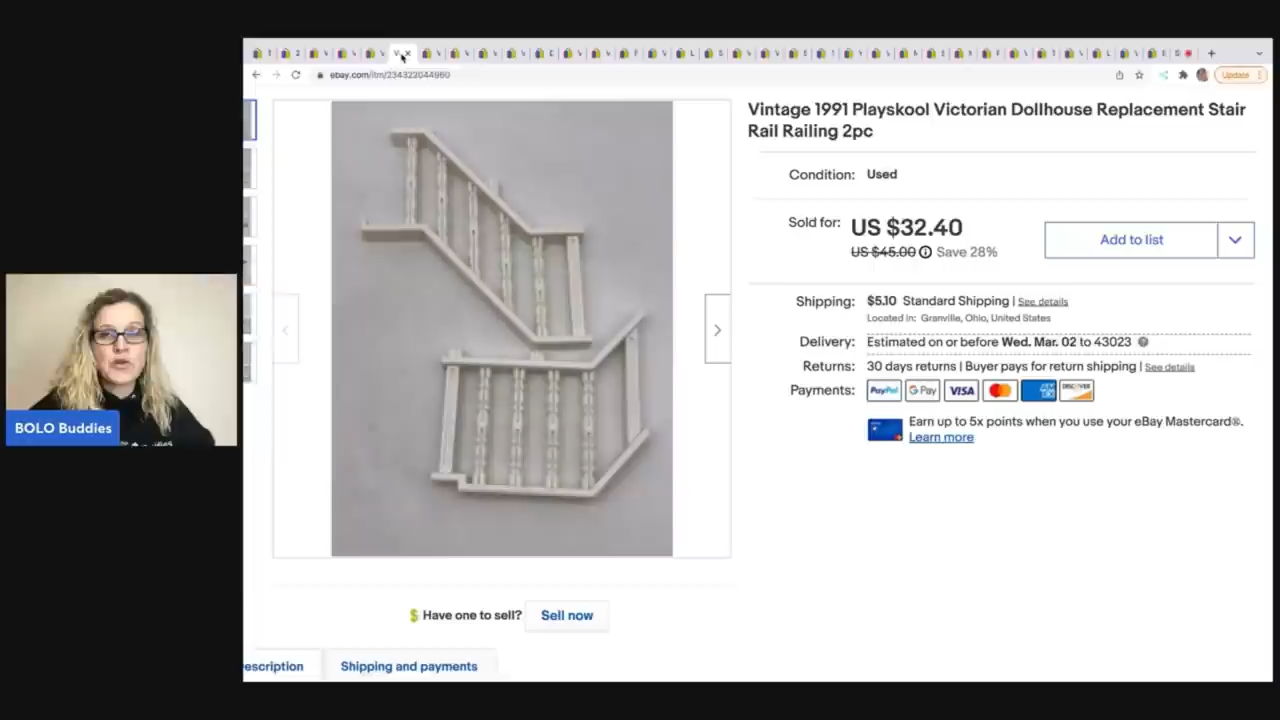 ebay.com/itm/234322044960
Update
Vintage 1991 Playskool Victorian Dollhouse Replacement Stair
Rail Railing 2pc
Condition: Used
Sold for: US $32.40
US $45.00 Save 28%
Add to list
Shipping: $5.10 Standard Shipping | See details
Located in: Granville, Ohio, United States
Delivery: Estimated on or before Wed. Mar. 02 to 43023
Returns: 30 days returns | Buyer pays for return shipping | See details
Payments: PayPal G Pay VISA DISCOVER
Earn up to 5x points when you use your eBay Mastercard®.
Learn more
BOLO Buddies
Have one to sell? Sell now
escription
Shipping and payments